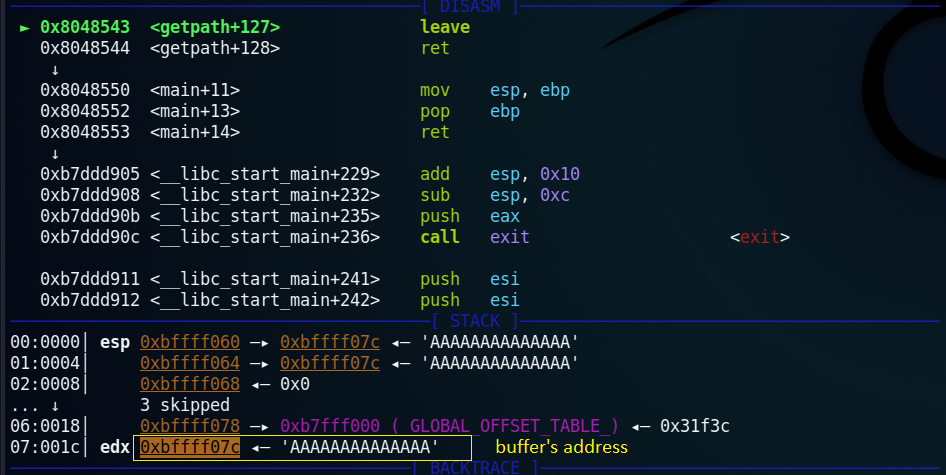 [ DISASM ]
► 0x8048543 <getpath+127> leave
0x8048544 <getpath+128> ret
↓
0x8048550 <main+11> mov esp, ebp
0x8048552 <main+13> pop ebp
0x8048553 <main+14> ret
↓
0xb7ddd905 <__libc_start_main+229> add esp, 0x10
0xb7ddd908 <__libc_start_main+232> sub esp, 0xc
0xb7ddd90b <__libc_start_main+235> push eax
0xb7ddd90c <__libc_start_main+236> call exit <exit>
0xb7ddd911 <__libc_start_main+241> push esi
0xb7ddd912 <__libc_start_main+242> push esi
[ STACK ]
00:0000│ esp 0xbffff060 —▸ 0xbffff07c ◂— 'AAAAAAAAAAAAAA'
01:0004│ 0xbffff064 —▸ 0xbffff07c ◂— 'AAAAAAAAAAAAAA'
02:0008│ 0xbffff068 ◂— 0x0
... ↓ 3 skipped
06:0018│ 0xbffff078 —▸ 0xb7fff000 (_GLOBAL_OFFSET_TABLE_) ◂— 0x31f3c
07:001c│ edx 0xbffff07c ◂— 'AAAAAAAAAAAAAA' buffer's address
[ BACKTRACE ]